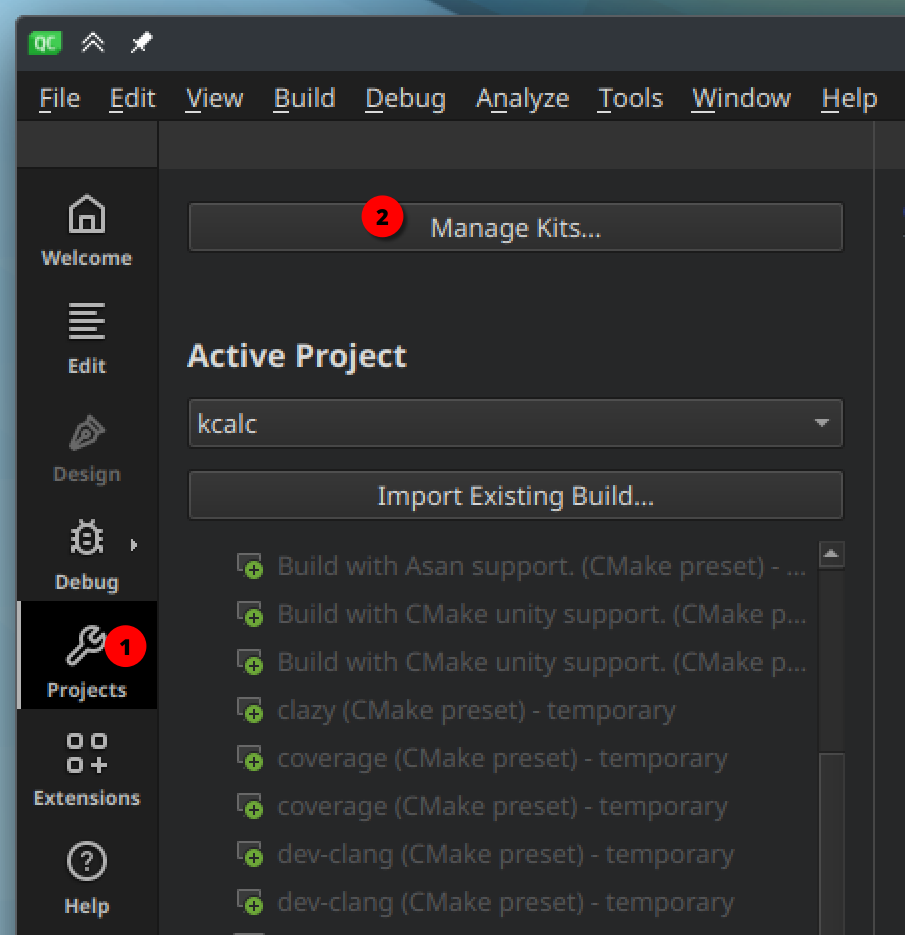 QC
File Edit View Build Debug Analyze Tools Window Help
2
Manage Kits...
Welcome
Edit
Design
Debug
1
Projects
Extensions
Help
Active Project
kcalc
Import Existing Build...
Build with Asan support. (CMake preset) - ...
Build with CMake unity support. (CMake p...
Build with CMake unity support. (CMake p...
clazy (CMake preset) - temporary
coverage (CMake preset) - temporary
coverage (CMake preset) - temporary
dev-clang (CMake preset) - temporary
dev-clang (CMake preset) - temporary